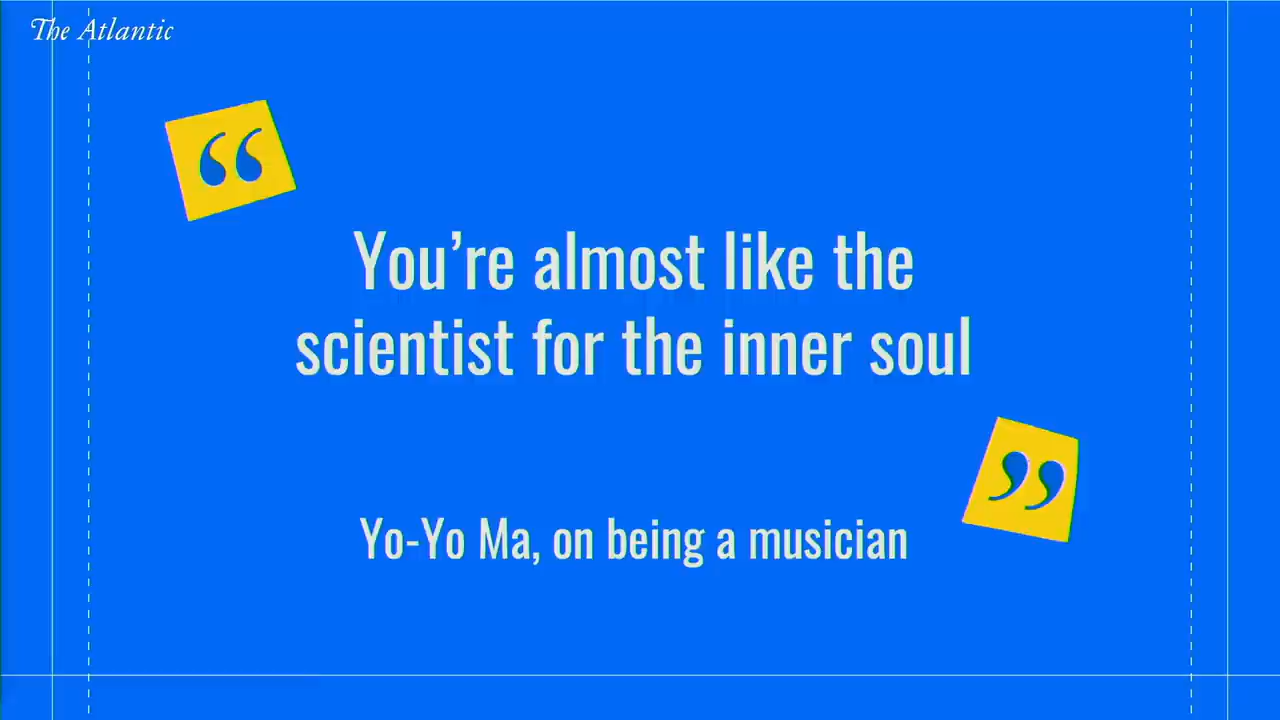 The Atlantic
“
You’re almost like the
scientist for the inner soul
”
Yo-Yo Ma, on being a musician